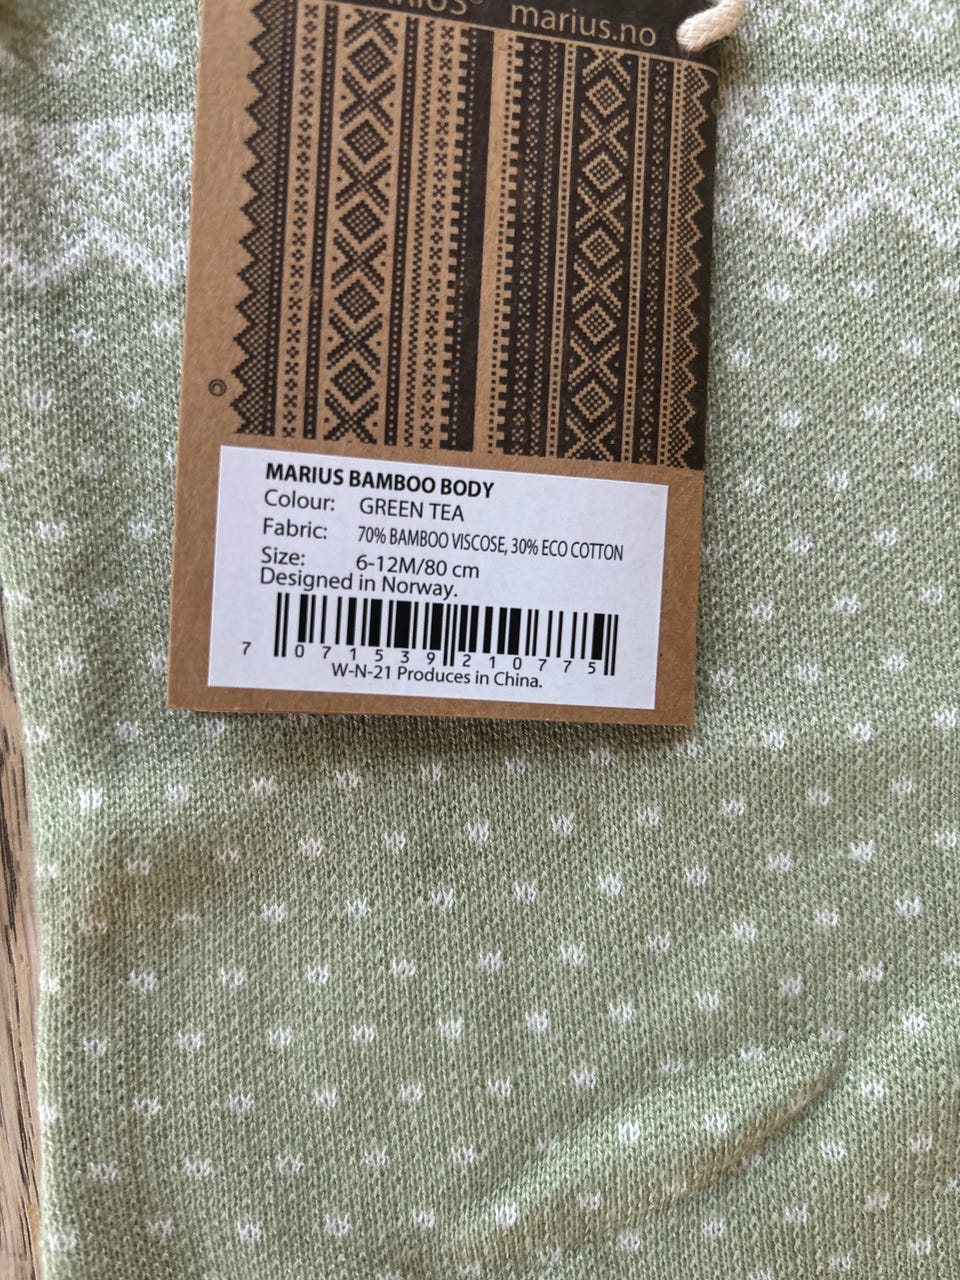 MARIUS® marius.no
©
MARIUS BAMBOO BODY
Colour: GREEN TEA
Fabric: 70% BAMBOO VISCOSE, 30% ECO COTTON
Size: 6-12M/80 cm
Designed in Norway.
7 071539 210775
W-N-21 Produces in China.